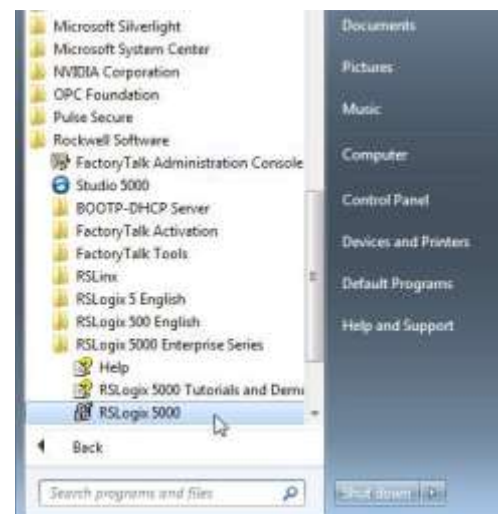 Microsoft Silverlight
Microsoft System Center
NVIDIA Corporation
OPC Foundation
Pulse Secure
Rockwell Software
FactoryTalk Administration Console
Studio 5000
BOOTP-DHCP Server
FactoryTalk Activation
FactoryTalk Tools
RSLinx
RSLogix 5 English
RSLogix 500 English
RSLogix 5000 Enterprise Series
Help
RSLogix 5000 Tutorials and Dem
RSLogix 5000
Back
Search programs and files
Documents
Pictures
Music
Computer
Control Panel
Devices and Printers
Default Programs
Help and Support
Shut down